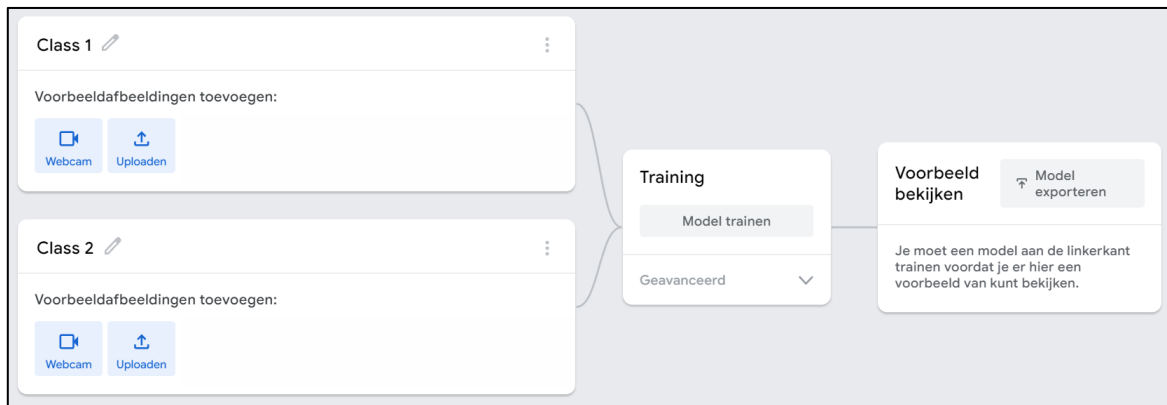 Class 1
Voorbeeldafbeeldingen toevoegen:
Webcam
Uploaden
Class 2
Voorbeeldafbeeldingen toevoegen:
Webcam
Uploaden
Training
Model trainen
Geavanceerd
Voorbeeld
bekijken
Model
exporteren
Je moet een model aan de linkerkant
trainen voordat je er hier een
voorbeeld van kunt bekijken.